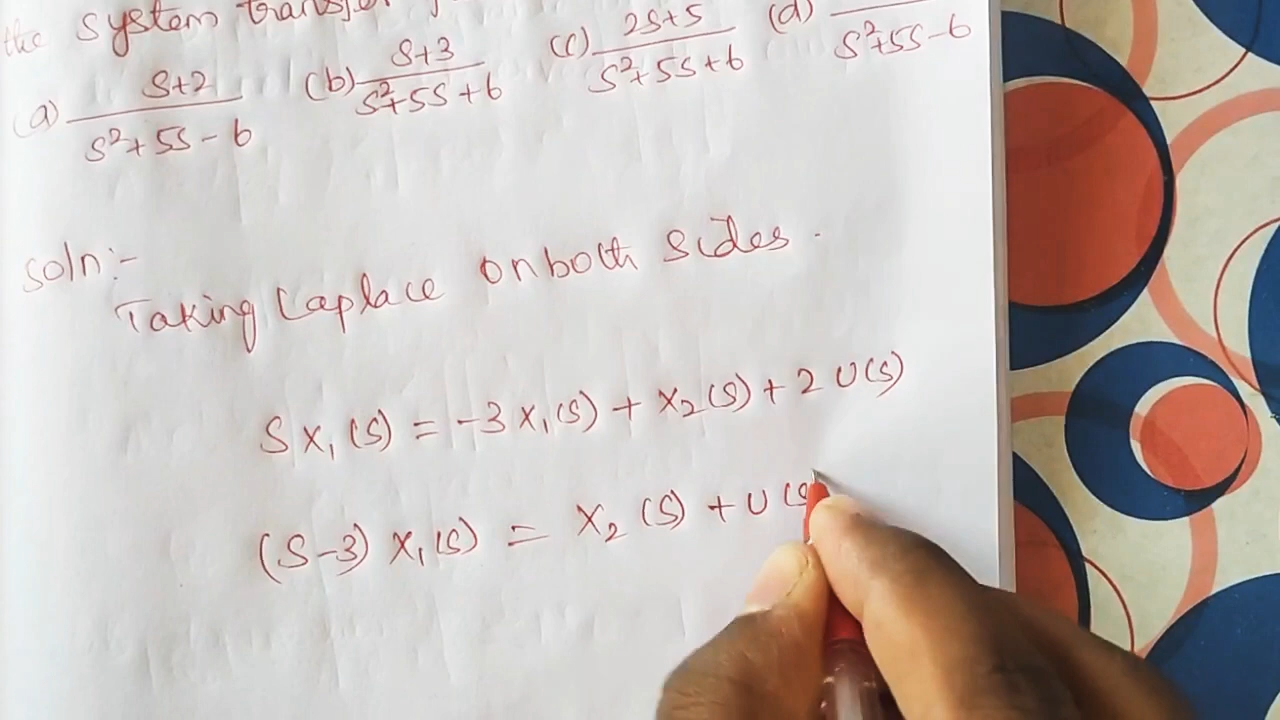 the system transfer
(a) S+2 / S²+5S-6 (b) S+3 / S²+5S+6 (c) 2S+5 / S²+5S+6 (d) S²+5S-6
Soln:-
Taking Laplace on both sides.
S X₁(S) = -3 X₁(S) + X₂(S) + 2 U(S)
(S-3) X₁(S) = X₂(S) + U(S